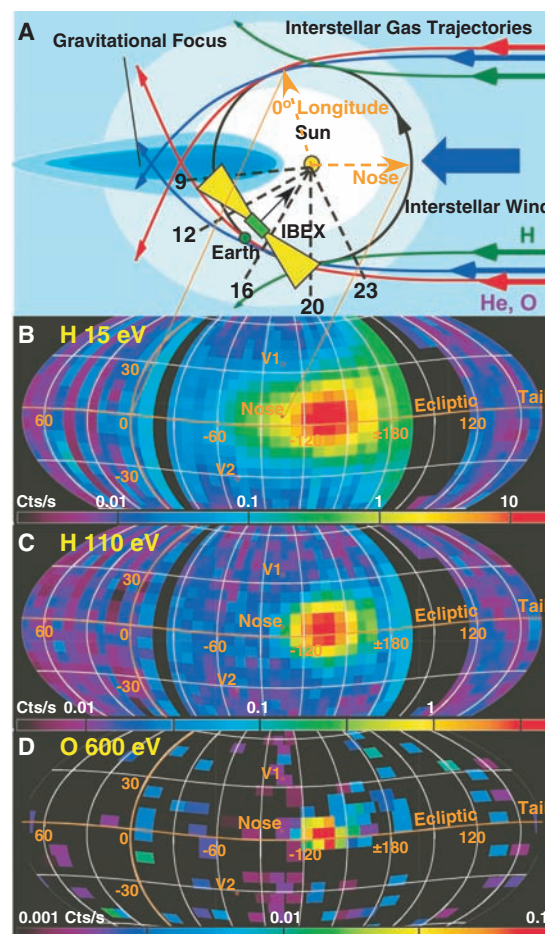 A
Interstellar Gas Trajectories
Gravitational Focus
0° Longitude
Sun
Nose
9
Interstellar Wind
12
IBEX
H
Earth
16
20
23
He, O
B H 15 eV
30
V1
Nose
Ecliptic
Tail
60
0
-60
-120
±180
120
-30
V2
Cts/s 0.01 0.1 1 10
C H 110 eV
30
V1
Nose
Ecliptic
Tail
60
0
-60
-120
±180
120
-30
V2
Cts/s 0.01 0.1 1
D O 600 eV
30
V1
Nose
Ecliptic
Tai
60
0
-60
-120
±180
120
-30
V2
0.001 Cts/s 0.01 0.1